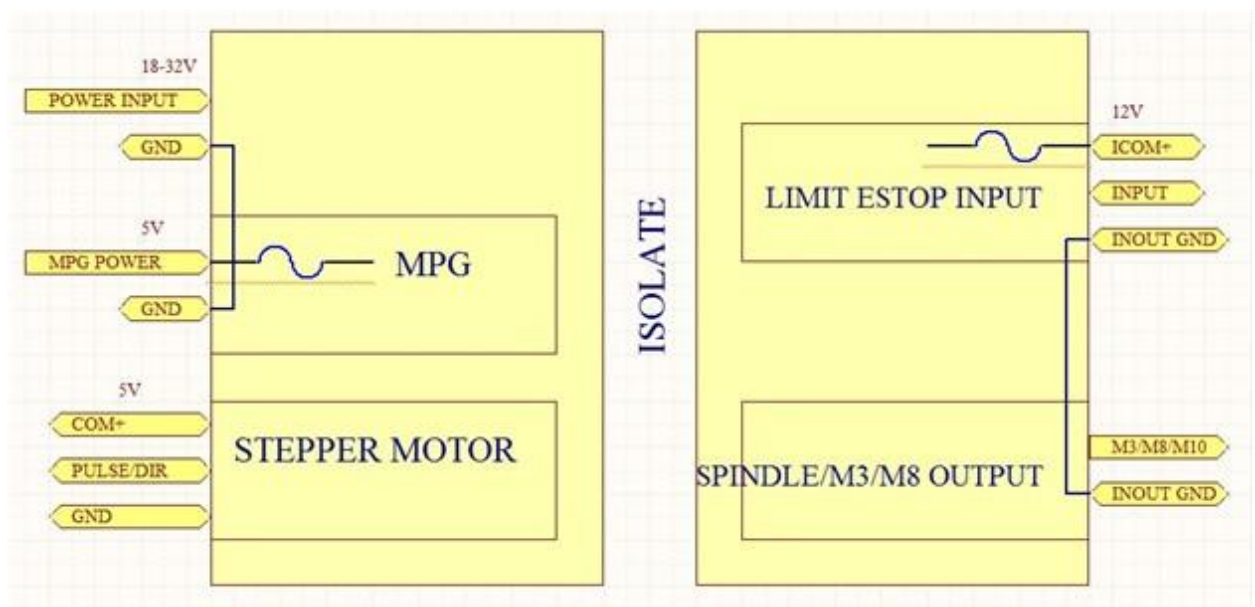 18-32V
POWER INPUT
GND
5V
MPG POWER
MPG
GND
5V
COM+
STEPPER MOTOR
PULSE/DIR
GND
ISOLATE
12V
ICOM+
LIMIT ESTOP INPUT
INPUT
INOUT GND
M3/M8/M10
SPINDLE/M3/M8 OUTPUT
INOUT GND